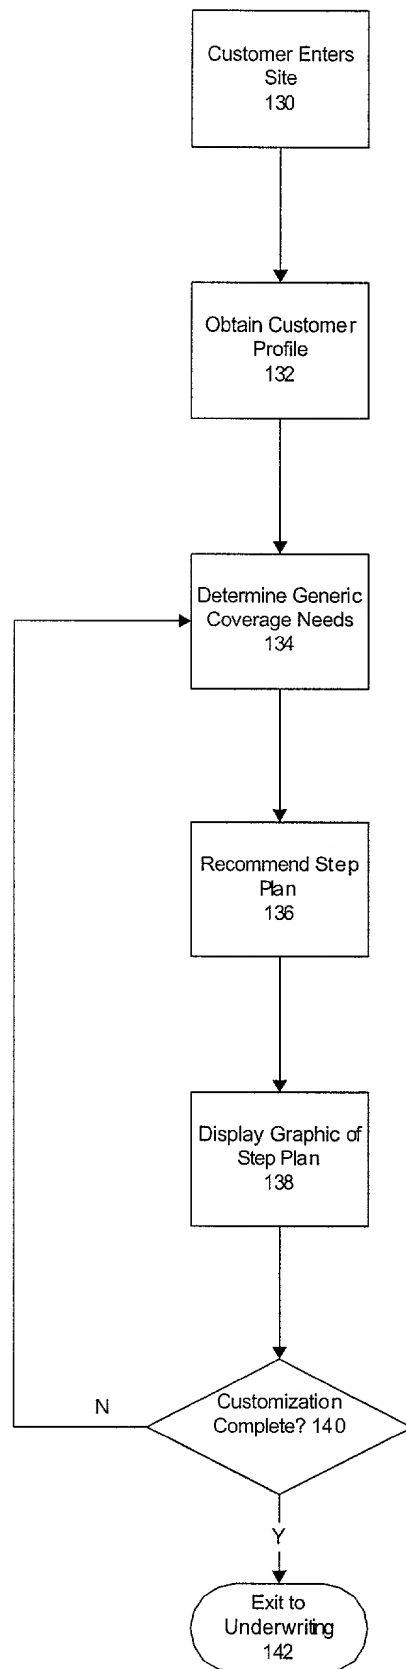 Customer Enters
Site
130
Obtain Customer
Profile
132
Determine Generic
Coverage Needs
134
Recommend Step
Plan
136
Display Graphic of
Step Plan
138
Customization
Complete? 140
N
Y
Exit to
Underwriting
142